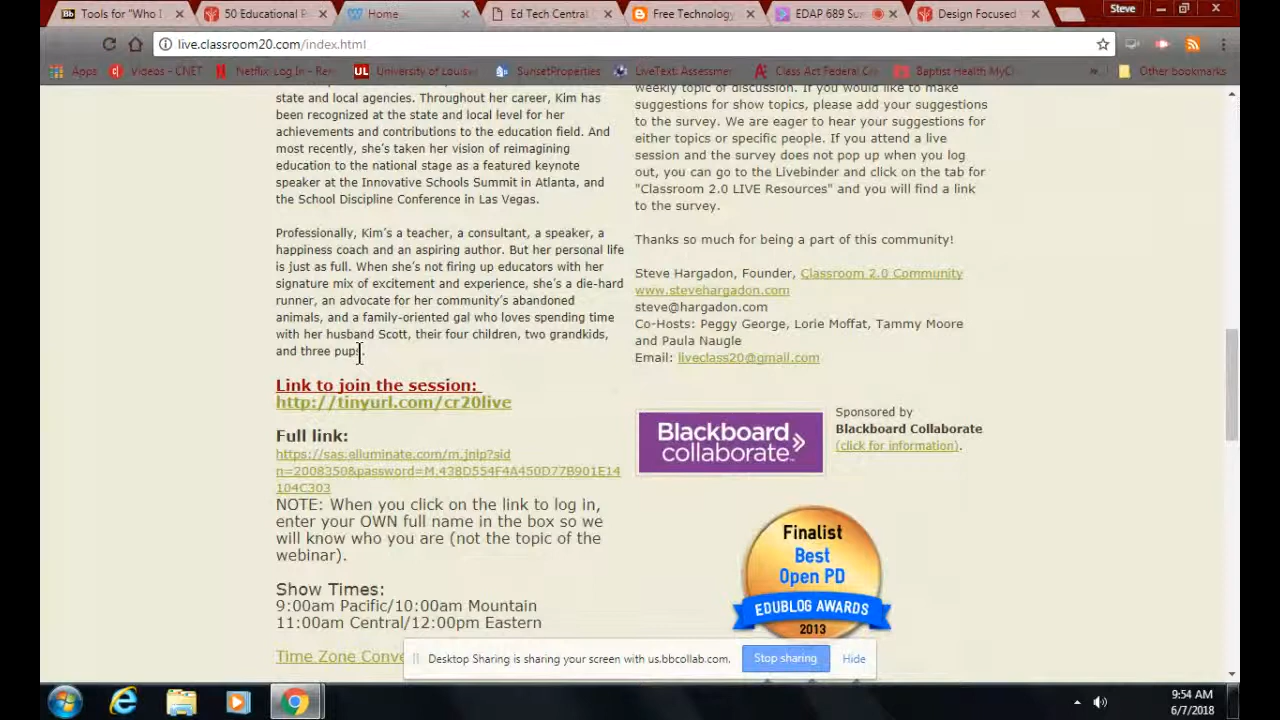 Tools for "Who I
50 Educational P
Home
Ed Tech Central
Free Technology
EDAP 689 Sum
Design Focused
Steve
live.classroom20.com/index.html
Apps
Videos - CNET
Netflix Log In - Ren
University of Louisv
SunsetProperties
LiveText: Assessmen
Class Act Federal Cr
Baptist Health MyCh
Other bookmarks
state and local agencies. Throughout her career, Kim has
been recognized at the state and local level for her
achievements and contributions to the education field. And
most recently, she's taken her vision of reimagining
education to the national stage as a featured keynote
speaker at the Innovative Schools Summit in Atlanta, and
the School Discipline Conference in Las Vegas.
Professionally, Kim's a teacher, a consultant, a speaker, a
happiness coach and an aspiring author. But her personal life
is just as full. When she's not firing up educators with her
signature mix of excitement and experience, she's a die-hard
runner, an advocate for her community's abandoned
animals, and a family-oriented gal who loves spending time
with her husband Scott, their four children, two grandkids,
and three pups.
Link to join the session:
http://tinyurl.com/cr20live
Full link:
https://sas.elluminate.com/m.jnlp?sid
n=2008350&password=M.438D554F4A450D77B901E14
104C303
NOTE: When you click on the link to log in,
enter your OWN full name in the box so we
will know who you are (not the topic of the
webinar).
Show Times:
9:00am Pacific/10:00am Mountain
11:00am Central/12:00pm Eastern
Time Zone Conve
weekly topic of discussion. If you would like to make
suggestions for show topics, please add your suggestions
to the survey. We are eager to hear your suggestions for
either topics or specific people. If you attend a live
session and the survey does not pop up when you log
out, you can go to the Livebinder and click on the tab for
"Classroom 2.0 LIVE Resources" and you will find a link
to the survey.
Thanks so much for being a part of this community!
Steve Hargadon, Founder, Classroom 2.0 Community
www.stevehargadon.com
steve@hargadon.com
Co-Hosts: Peggy George, Lorie Moffat, Tammy Moore
and Paula Naugle
Email: liveclass20@gmail.com
Blackboard
collaborate
Sponsored by
Blackboard Collaborate
(click for information).
Finalist
Best
Open PD
EDUBLOG AWARDS
2013
Desktop Sharing is sharing your screen with us.bbcollab.com.
Stop sharing
Hide
9:54 AM
6/7/2018